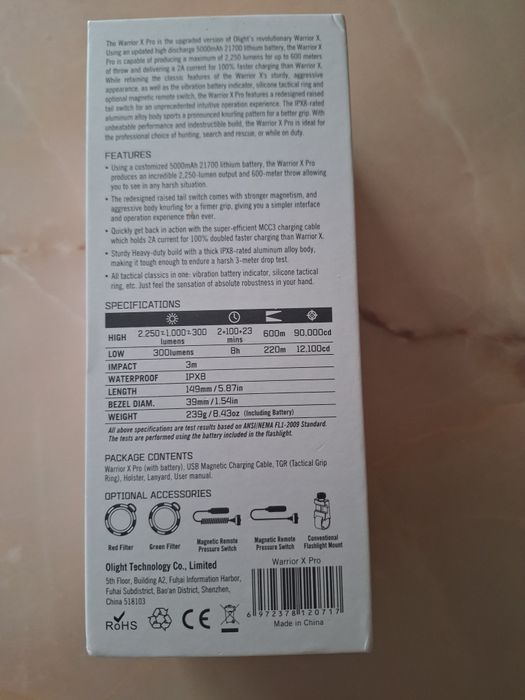 The Warrior X Pro is the upgraded version of Olight's revolutionary Warrior X.
Using an updated high discharge 5000mAh 21700 lithium battery, the Warrior X
Pro is capable of producing a maximum of 2,250 lumens for up to 600 meters
of throw and delivering a 2A current for 100% faster charging than Warrior X.
While retaining the classic features of the Warrior X's sturdy, aggressive
appearance, as well as the vibration battery indicator, silicone tactical ring and
optional magnetic remote switch, the Warrior X Pro features a redesigned raised
tail switch for an unprecedented intuitive operation experience. The IPX8-rated
aluminum alloy body sports a pronounced knurling pattern for a better grip. With
unbeatable performance and indestructible build, the Warrior X Pro is ideal for
the professional choice of hunting, search and rescue, or while on duty.
FEATURES
• Using a customized 5000mAh 21700 lithium battery, the Warrior X Pro
produces an incredible 2,250-lumen output and 600-meter throw allowing
you to see in any harsh situation.
• The redesigned raised tail switch comes with stronger magnetism, and
aggressive body knurling for a firmer grip, giving you a simpler interface
and operation experience than ever.
• Quickly get back in action with the super-efficient MCC3 charging cable
which holds 2A current for 100% doubled faster charging than Warrior X.
• Sturdy Heavy-duty build with a thick IPX8-rated aluminum alloy body,
making it tough enough to endure a harsh 3-meter drop test.
• All tactical classics in one: vibration battery indicator, silicone tactical
ring, etc. Just feel the sensation of absolute robustness in your hand.
SPECIFICATIONS
HIGH 2,250~1,000~300 lumens 2+100+23 mins 600m 90,000cd
LOW 300lumens 8h 220m 12,100cd
IMPACT 3m
WATERPROOF IPX8
LENGTH 149mm/5.87in
BEZEL DIAM. 39mm/1.54in
WEIGHT 239g/8.43oz (Including Battery)
All above specifications are test results based on ANSI/NEMA FL1-2009 Standard.
The tests are performed using the battery included in the flashlight.
PACKAGE CONTENTS
Warrior X Pro (with battery), USB Magnetic Charging Cable, TGR (Tactical Grip
Ring), Holster, Lanyard, User manual.
OPTIONAL ACCESSORIES
Red Filter
Green Filter
Magnetic Remote
Pressure Switch
Magnetic Remote
Pressure Switch
Conventional
Flashlight Mount
Olight Technology Co., Limited
5th Floor, Building A2, Fuhai Information Harbor,
Fuhai Subdistrict, Bao'an District, Shenzhen,
China 518103
RoHS CE
Warrior X Pro
6 972378 120717
Made in China